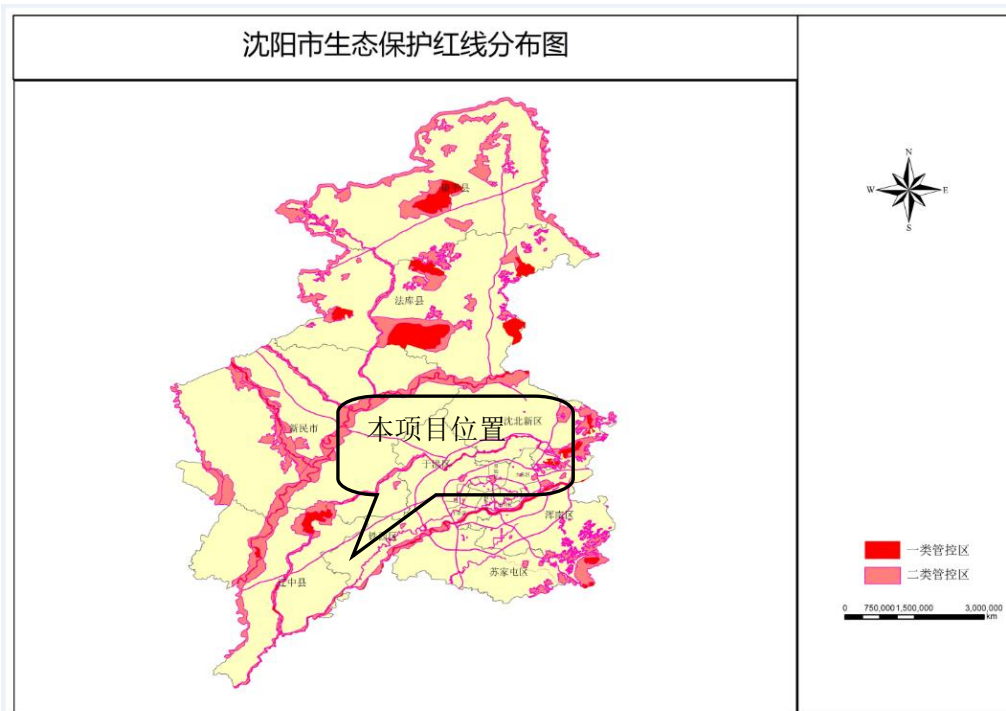 沈阳市生态保护红线分布图
N
W
E
S
法库县
本项目位置
沈北新区
新民市
于洪区
浑南区
苏家屯区
一类管控区
二类管控区
0 750,000 1,500,000 3,000,000
km